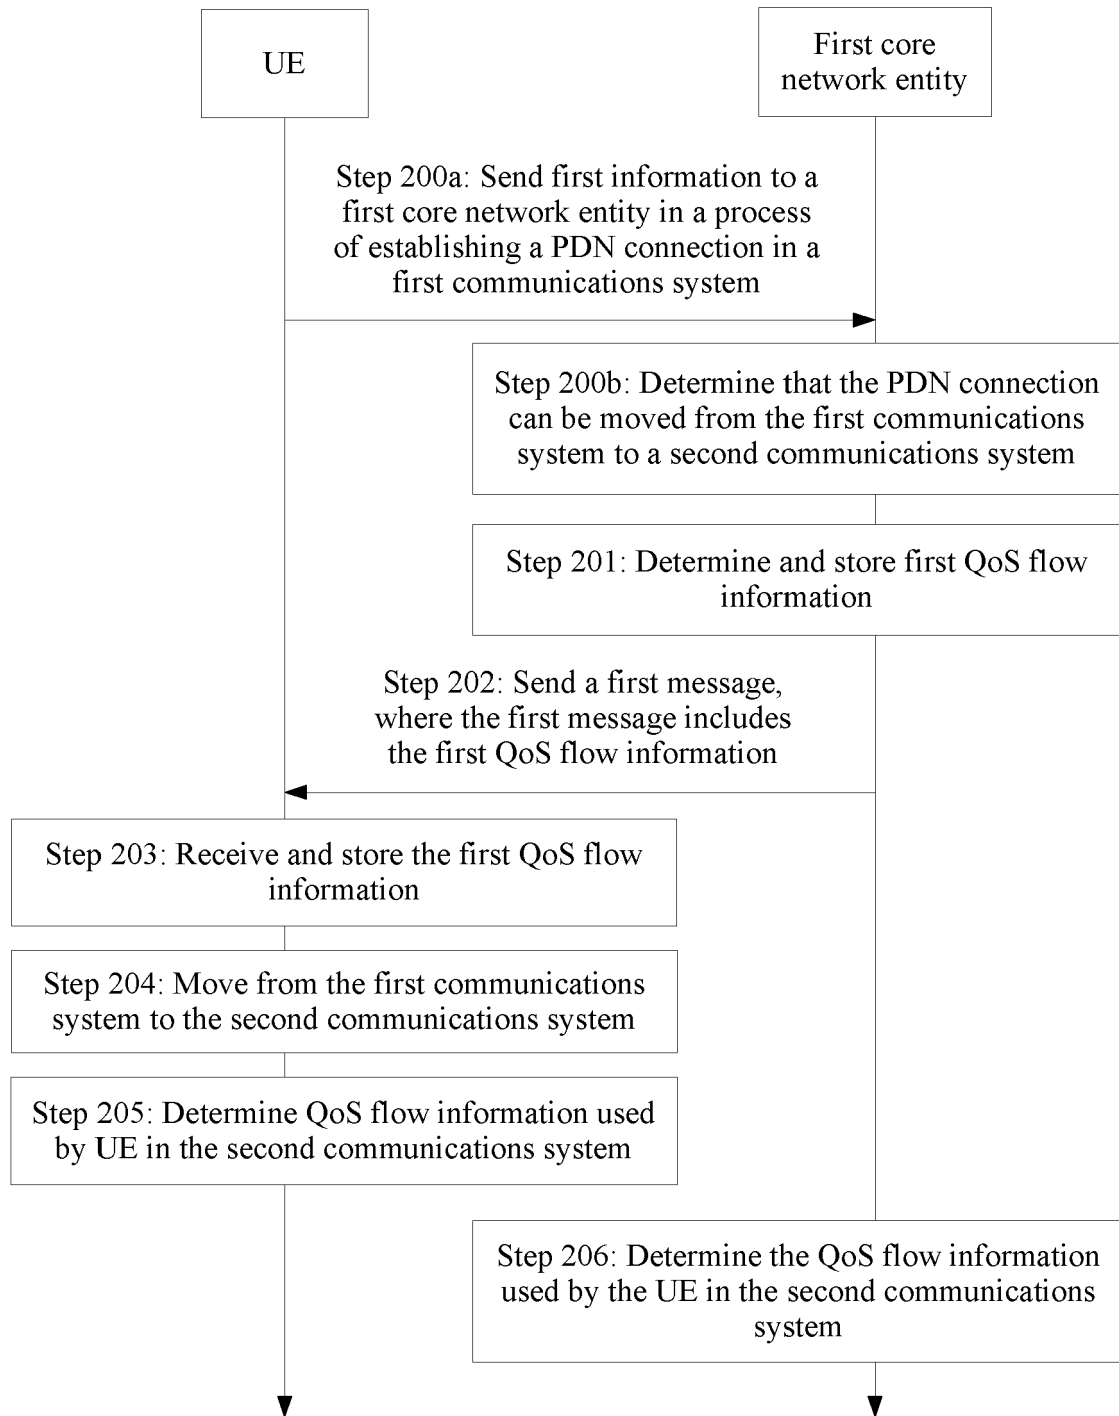 UE
First core
network entity
Step 200a: Send first information to a
first core network entity in a process
of establishing a PDN connection in a
first communications system
Step 200b: Determine that the PDN connection
can be moved from the first communications
system to a second communications system
Step 201: Determine and store first QoS flow
information
Step 202: Send a first message,
where the first message includes
the first QoS flow information
Step 203: Receive and store the first QoS flow
information
Step 204: Move from the first communications
system to the second communications system
Step 205: Determine QoS flow information used
by UE in the second communications system
Step 206: Determine the QoS flow information
used by the UE in the second communications
system